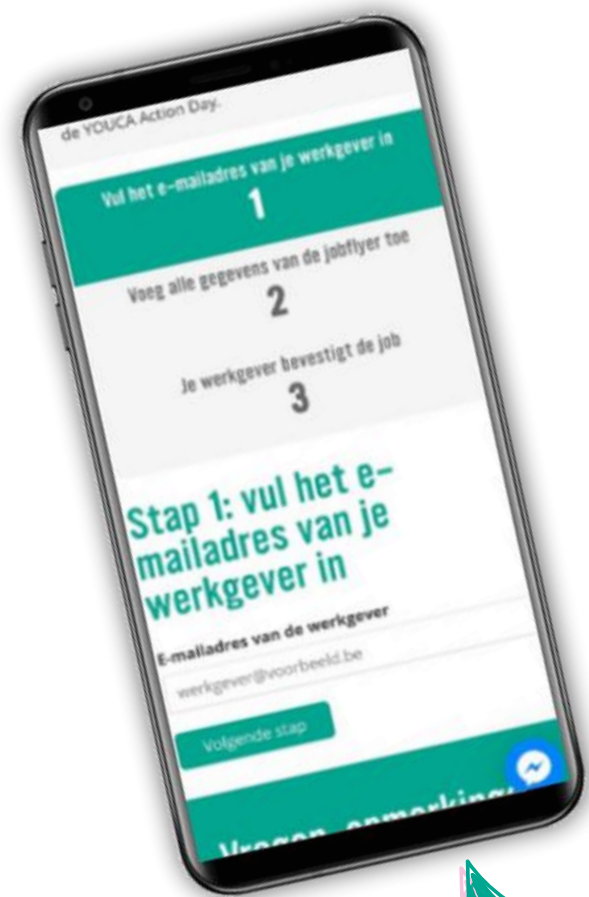 de YOUCA Action Day.
Vul het e-mailadres van je werkgever in
1
Voeg alle gegevens van de jobflyer toe
2
Je werkgever bevestigt de job
3
Stap 1: vul het e-
mailadres van je
werkgever in
E-mailadres van de werkgever
werkgever@voorbeeld.be
Volgende stap